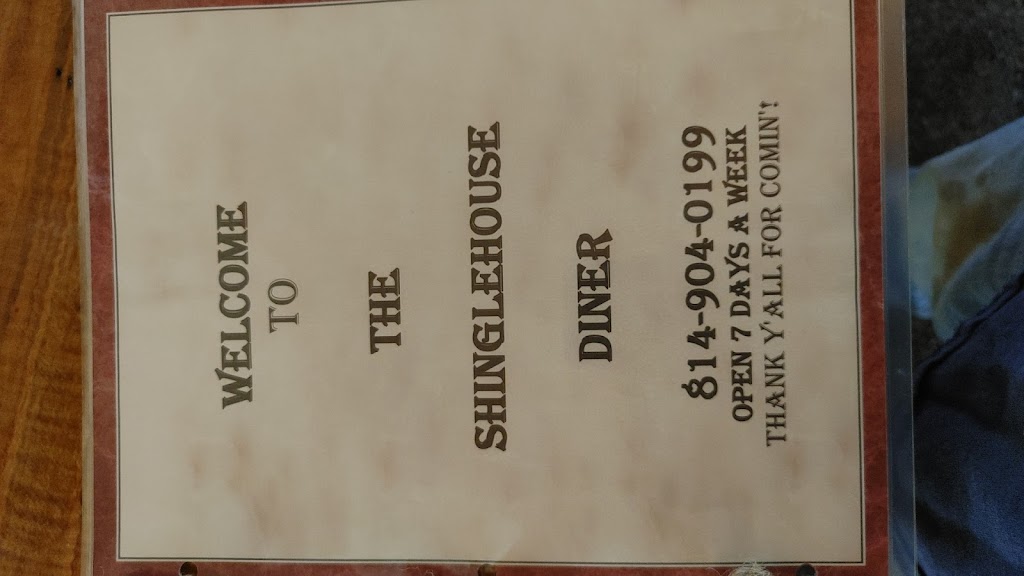 WELCOME
TO
THE
SHINGLEHOUSE
DINER
814-904-0199
OPEN 7 DAYS A WEEK
THANK Y'ALL FOR COMIN'!